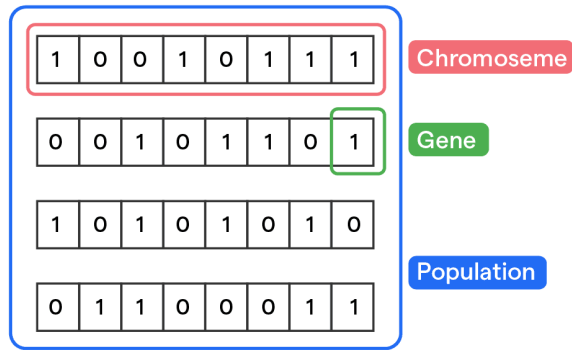 1 0 0 1 0 1 1 1 Chromoseme
0 0 1 0 1 1 0 1 Gene
1 0 1 0 1 0 1 0
Population
0 1 1 0 0 0 1 1